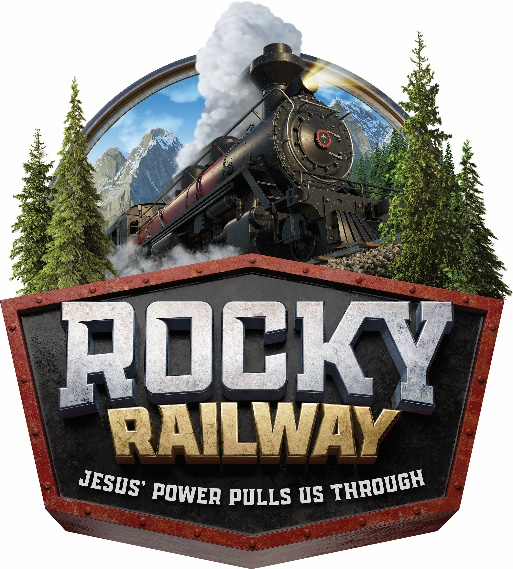 ROCKY
RAILWAY
JESUS' POWER PULLS US THROUGH